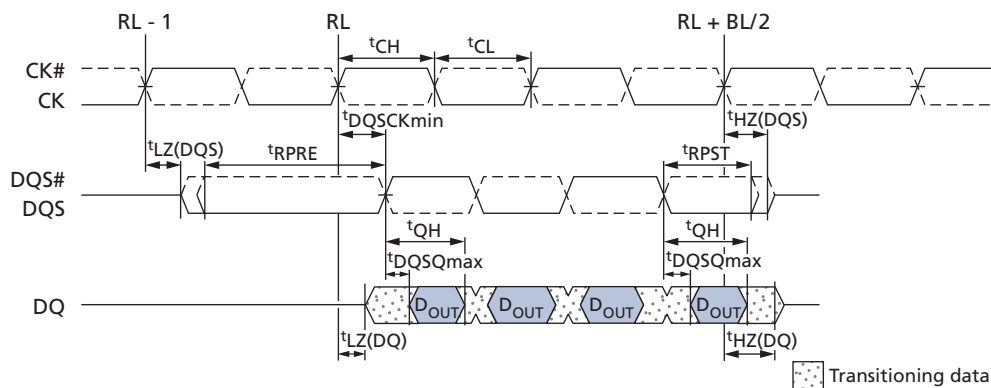 RL - 1 RL RL + BL/2
tCH tCL
CK#
CK
tDQSCKmin tHZ(DQS)
tLZ(DQS) tRPRE tRPST
DQS#
DQS
tQH tQH
tDQSQmax tDQSQmax
DQ DOUT DOUT DOUT DOUT
tLZ(DQ) tHZ(DQ)
Transitioning data